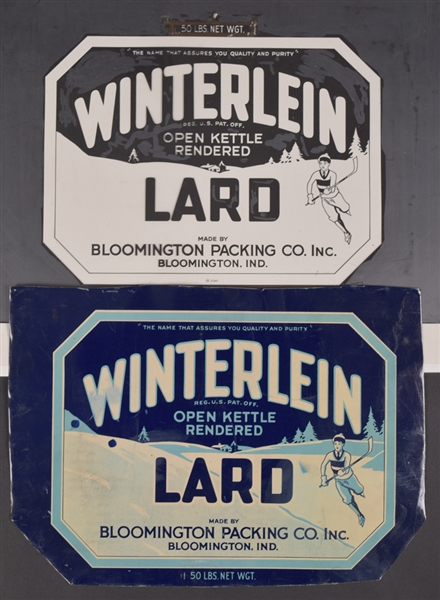 50 LBS. NET WGT.
"THE NAME THAT ASSURES YOU QUALITY AND PURITY"
WINTERLEIN
REG. U.S. PAT. OFF.
OPEN KETTLE
RENDERED
LARD
MADE BY
BLOOMINGTON PACKING CO. INC.
BLOOMINGTON, IND.
"THE NAME THAT ASSURES YOU QUALITY AND PURITY"
WINTERLEIN
REG. U.S. PAT. OFF.
OPEN KETTLE
RENDERED
LARD
MADE BY
BLOOMINGTON PACKING CO. INC.
BLOOMINGTON, IND.
50 LBS. NET WGT.